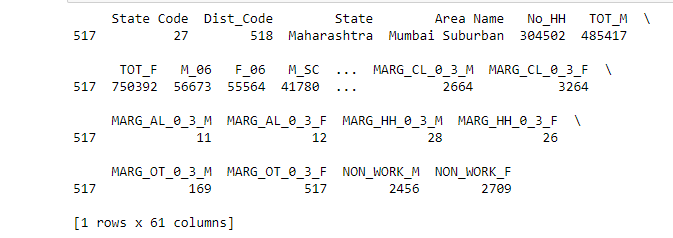 State Code Dist_Code State Area Name No_HH TOT_M \
517 27 518 Maharashtra Mumbai Suburban 304502 485417
TOT_F M_06 F_06 M_SC ... MARG_CL_0_3_M MARG_CL_0_3_F \
517 750392 56673 55564 41780 ... 2664 3264
MARG_AL_0_3_M MARG_AL_0_3_F MARG_HH_0_3_M MARG_HH_0_3_F \
517 11 12 28 26
MARG_OT_0_3_M MARG_OT_0_3_F NON_WORK_M NON_WORK_F
517 169 517 2456 2709
[1 rows x 61 columns]